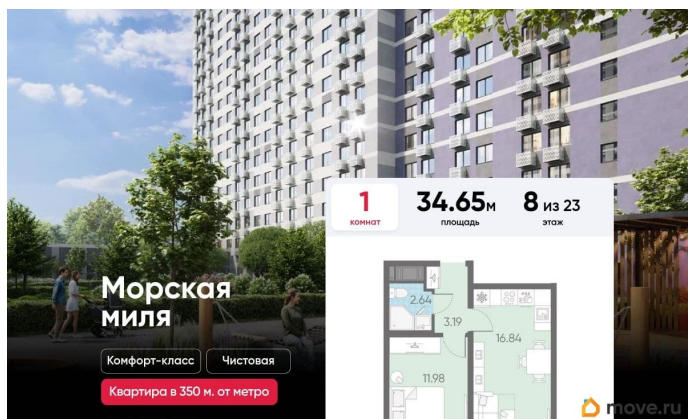 1
комнат
34.65м
площадь
8 из 23
этаж
Морская
миля
Комфорт-класс
Чистовая
Квартира в 350 м. от метро
2.64
3.19
16.84
11.98
move.ru